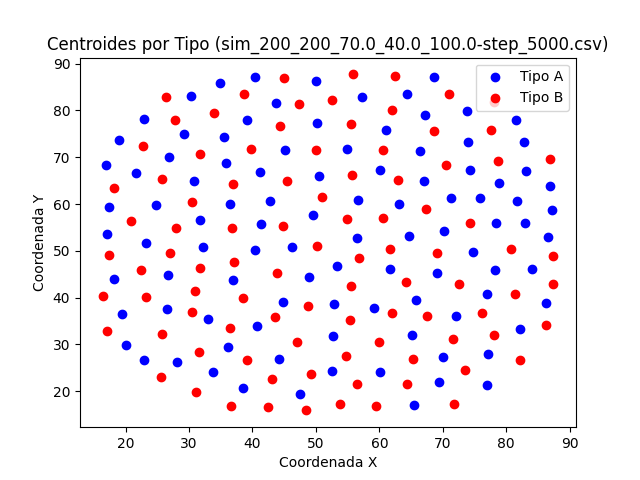 Centroides por Tipo (sim_200_200_70.0_40.0_100.0-step_5000.csv)
Tipo A
Tipo B
Coordenada Y
90
80
70
60
50
40
30
20
20 30 40 50 60 70 80 90
Coordenada X